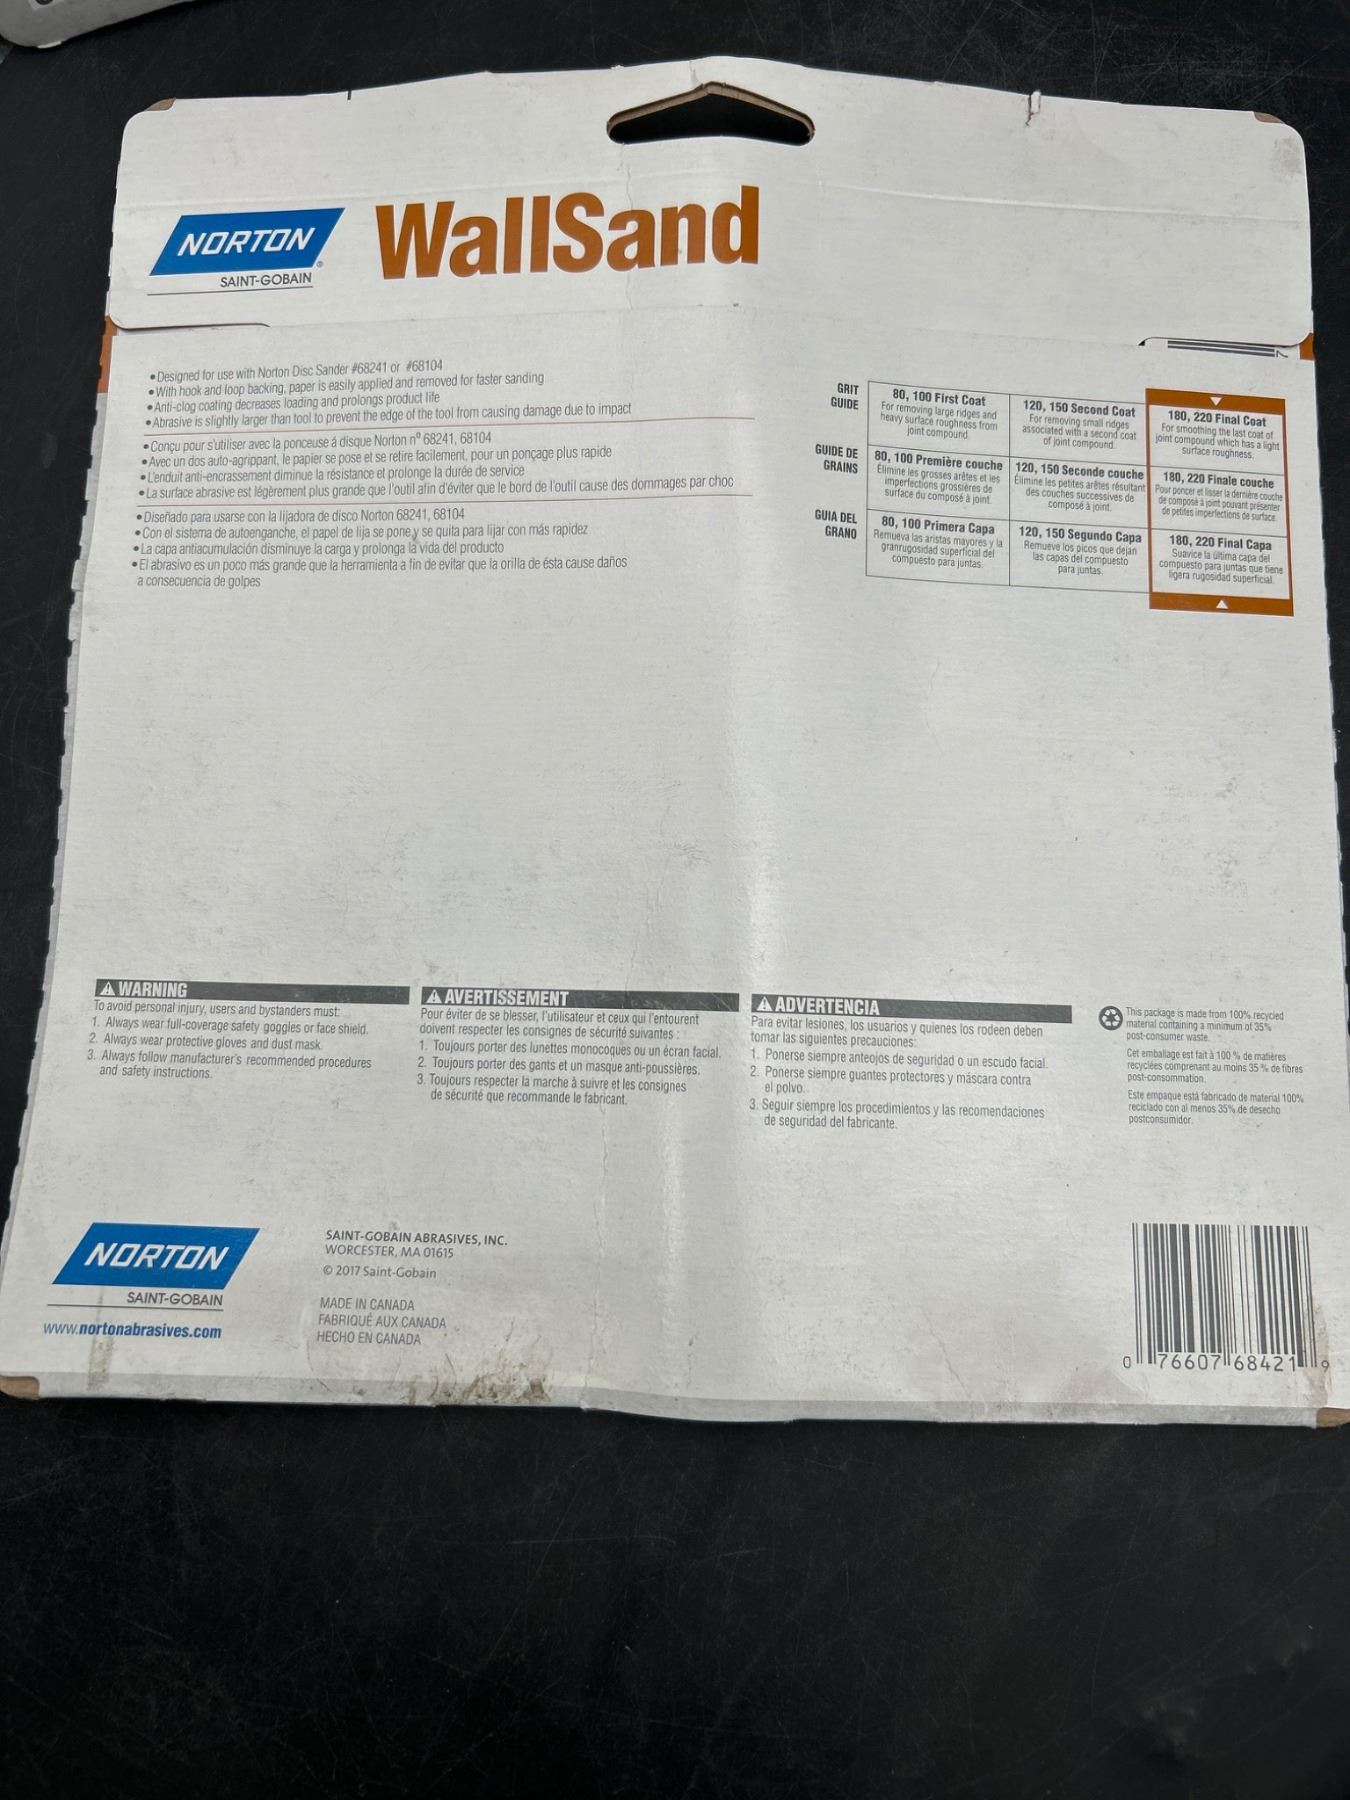 NORTON
SAINT-GOBAIN
®
WallSand
• Designed for use with Norton Disc Sander #68241 or #68104
• With hook and loop backing, paper is easily applied and removed for faster sanding
• Anti-clog coating decreases loading and prolongs product life
• Abrasive is slightly larger than tool to prevent the edge of the tool from causing damage due to impact
• Conçu pour s'utiliser avec la ponceuse á disque Norton nº 68241, 68104
• Avec un dos auto-agrippant, le papier se pose et se retire facilement, pour un ponçage plus rapide
• L'enduit anti-encrassement diminue la résistance et prolonge la durée de service
• La surface abrasive est légèrement plus grande que l'outil afin d'éviter que le bord de l'outil cause des dommages par choc
• Diseñado para usarse con la lijadora de disco Norton 68241, 68104
• Con el sistema de autoenganche, el papel de lija se pone y se quita para lijar con más rapidez
• La capa antiacumulación disminuye la carga y prolonga la vida del producto
• El abrasivo es un poco más grande que la herramienta a fin de evitar que la orilla de ésta cause daños
a consecuencia de golpes
GRIT
GUIDE
80, 100 First Coat
For removing large ridges and
heavy surface roughness from
joint compound.
120, 150 Second Coat
For removing small ridges
associated with a second coat
of joint compound.
180, 220 Final Coat
For smoothing the last coat of
joint compound which has a light
surface roughness.
GUIDE DE
GRAINS
80, 100 Première couche
Élimine les grosses arêtes et les
imperfections grossières de
surface du composé à joint.
120, 150 Seconde couche
Élimine les petites arêtes résultant
des couches successives de
composé à joint.
180, 220 Finale couche
Pour poncer et lisser la dernière couche
de composé à joint pouvant présenter
de petites imperfections de surface.
GUIA DEL
GRANO
80, 100 Primera Capa
Remueva las aristas mayores y la
granrugosidad superficial del
compuesto para juntas.
120, 150 Segundo Capa
Remueve los picos que dejan
las capas del compuesto
para juntas.
180, 220 Final Capa
Suavice la última capa del
compuesto para juntas que tiene
ligera rugosidad superficial.
WARNING
To avoid personal injury, users and bystanders must:
1. Always wear full-coverage safety goggles or face shield.
2. Always wear protective gloves and dust mask.
3. Always follow manufacturer's recommended procedures
and safety instructions.
AVERTISSEMENT
Pour éviter de se blesser, l'utilisateur et ceux qui l'entourent
doivent respecter les consignes de sécurité suivantes :
1. Toujours porter des lunettes monocoques ou un écran facial.
2. Toujours porter des gants et un masque anti-poussières.
3. Toujours respecter la marche à suivre et les consignes
de sécurité que recommande le fabricant.
ADVERTENCIA
Para evitar lesiones, los usuarios y quienes los rodeen deben
tomar las siguientes precauciones:
1. Ponerse siempre anteojos de seguridad o un escudo facial.
2. Ponerse siempre guantes protectores y máscara contra
el polvo.
3. Seguir siempre los procedimientos y las recomendaciones
de seguridad del fabricante.
This package is made from 100% recycled
material containing a minimum of 35%
post-consumer waste.
Cet emballage est fait à 100 % de matières
recyclées comprenant au moins 35 % de fibres
post-consommation.
Este empaque está fabricado de material 100%
reciclado con al menos 35% de desecho
postconsumidor.
NORTON
SAINT-GOBAIN
www.nortonabrasives.com
SAINT-GOBAIN ABRASIVES, INC.
WORCESTER, MA 01615
© 2017 Saint-Gobain
MADE IN CANADA
FABRIQUÉ AUX CANADA
HECHO EN CANADA
0 76607 68421 9